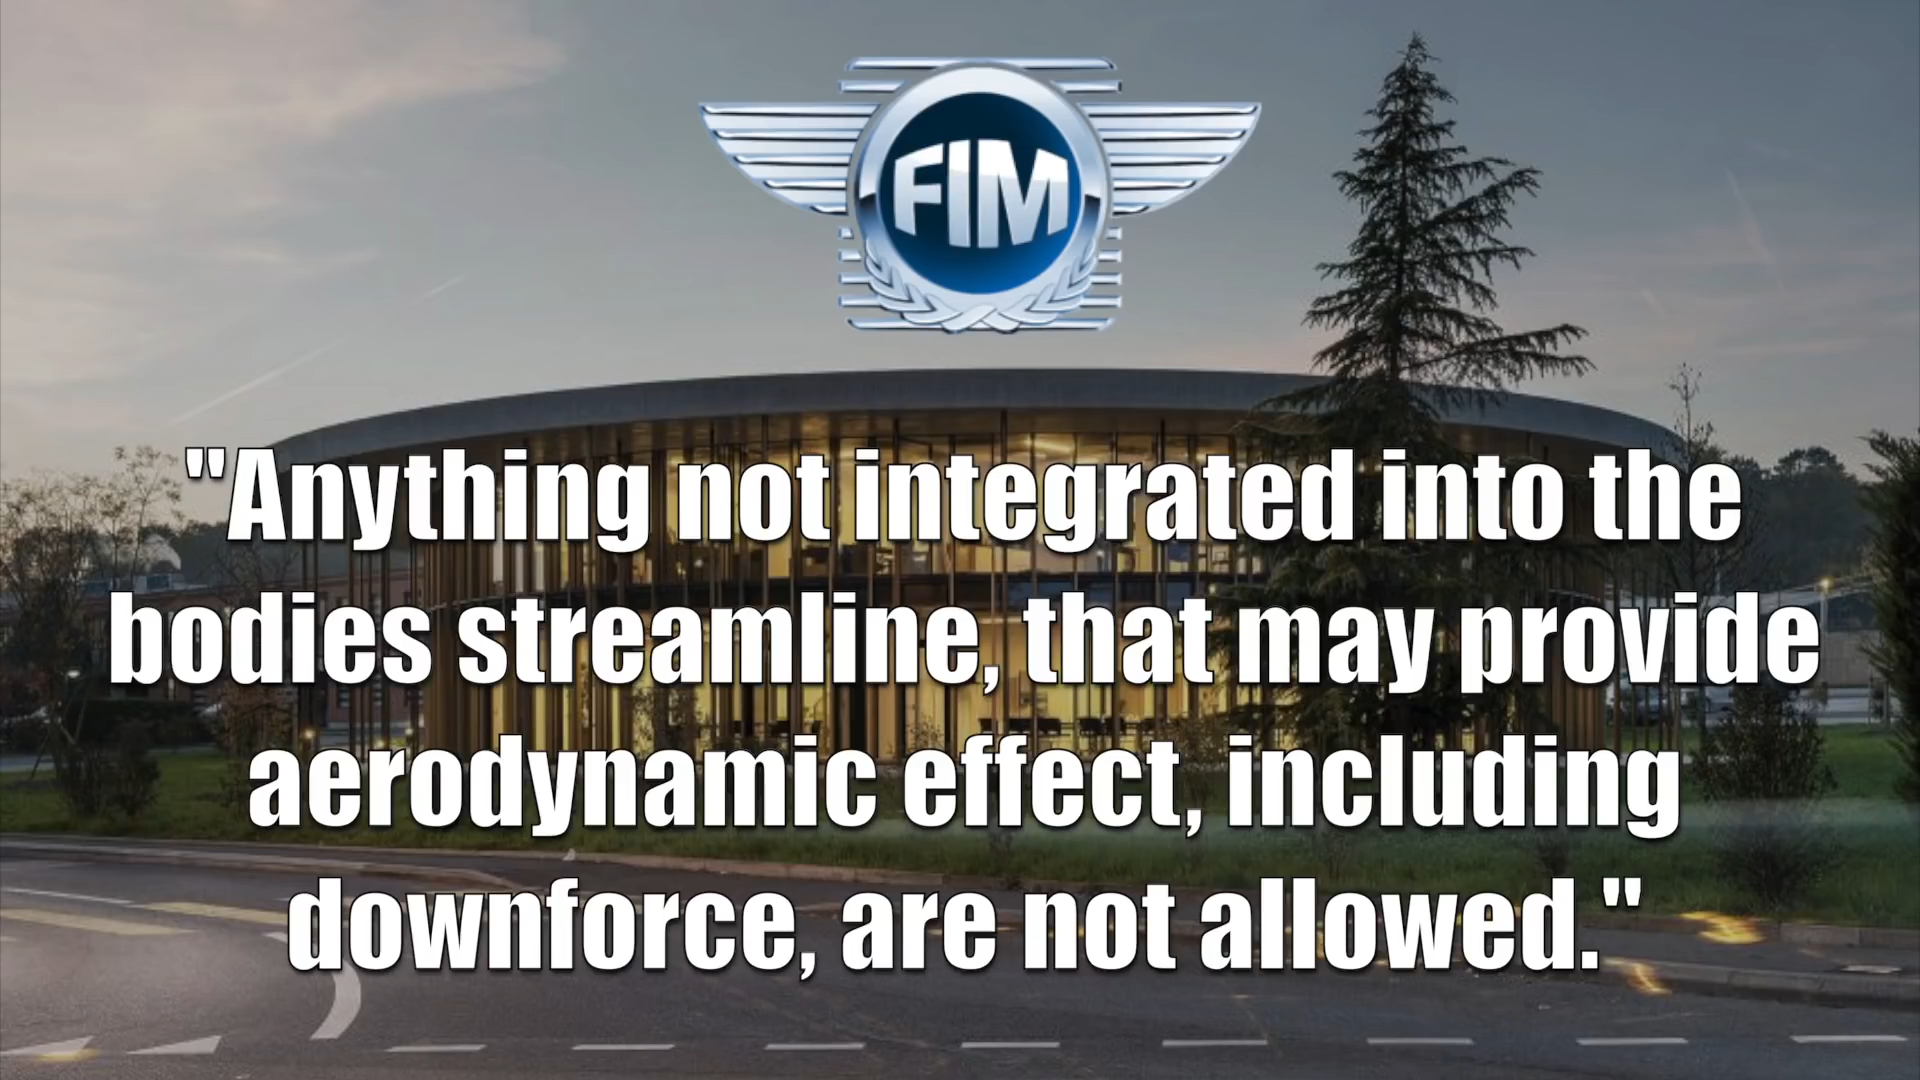 FIM
"Anything not integrated into the
bodies streamline, that may provide
aerodynamic effect, including
downforce, are not allowed."